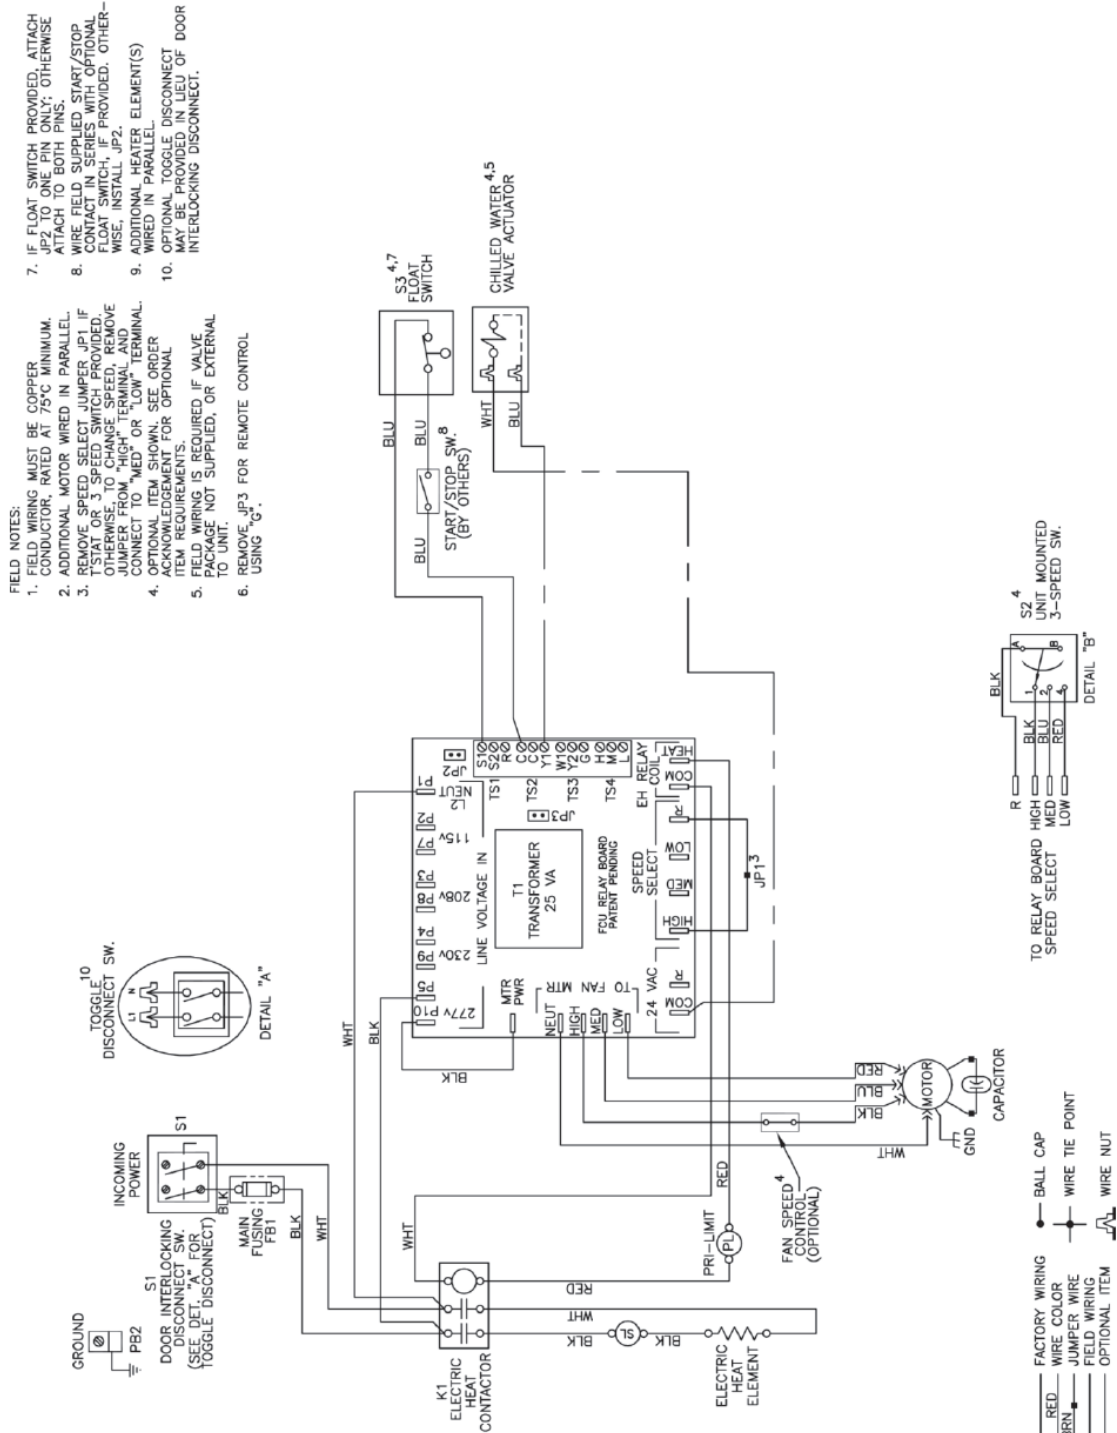 FIELD NOTES:
1. FIELD WIRING MUST BE COPPER
CONDUCTOR, RATED AT 75°C MINIMUM.
2. ADDITIONAL MOTOR WIRED IN PARALLEL.
3. REMOVE SPEED SELECT JUMPER JP1 IF
T'STAT OR 3 SPEED SWITCH PROVIDED.
OTHERWISE, TO CHANGE SPEED, REMOVE
JUMPER FROM "HIGH" TERMINAL AND
CONNECT TO "MED" OR "LOW" TERMINAL.
4. OPTIONAL ITEM SHOWN. SEE ORDER
ACKNOWLEDGEMENT FOR OPTIONAL
ITEM REQUIREMENTS.
5. FIELD WIRING IS REQUIRED IF VALVE
PACKAGE NOT SUPPLIED, OR EXTERNAL
TO UNIT.
6. REMOVE JP3 FOR REMOTE CONTROL
USING "G".
7. IF FLOAT SWITCH PROVIDED, ATTACH
JP2 TO ONE PIN ONLY; OTHERWISE
ATTACH TO BOTH PINS.
8. WIRE FIELD SUPPLIED START/STOP
CONTACT IN SERIES WITH OPTIONAL
FLOAT SWITCH, IF PROVIDED. OTHER-
WISE, INSTALL JP2.
9. ADDITIONAL HEATER ELEMENT(S)
WIRED IN PARALLEL.
10. OPTIONAL TOGGLE DISCONNECT
MAY BE PROVIDED IN LIEU OF DOOR
INTERLOCKING DISCONNECT.
GROUND
PB2
S1
DOOR INTERLOCKING
DISCONNECT SW.
(SEE DET. "A" FOR
TOGGLE DISCONNECT)
INCOMING
POWER
S1
BLK
MAIN
FUSING
FB1
BLK
WHT
TOGGLE 10
DISCONNECT SW.
L1
N
DETAIL "A"
WHT
BLK
BLK
K1
ELECTRIC
HEAT
CONTACTOR
WHT
RED
WHT
BLK
SL
BLK
ELECTRIC
HEAT
ELEMENT
PRI-LIMIT
PL
RED
277v P10
P5
230v P9
P4
208v P8
P3
115v P7
P2
NEUT P1
L2
LINE VOLTAGE IN
MTR
PWR
JP2
S1
S2
R
C
C
Y1
W1
Y2
G
H
M
L
TS1
TS2
TS3
TS4
T1
TRANSFORMER
25 VA
JP3
FCU RELAY BOARD
PATENT PENDING
TO FAN MTR
NEUT
HIGH
MED
LOW
24 VAC
COM
R
SPEED
SELECT
HIGH
MED
LOW
R
EH RELAY
COIL
COM
HEAT
JP1 3
FAN SPEED 4
CONTROL
(OPTIONAL)
WHT
BLK
BLU
RED
MOTOR
GND
CAPACITOR
BLU
BLU
BLU
START/STOP SW. 8
(BY OTHERS)
S3 4,7
FLOAT
SWITCH
WHT
BLU
CHILLED WATER 4,5
VALVE ACTUATOR
TO RELAY BOARD
SPEED SELECT
R
HIGH
MED
LOW
BLK
BLK
BLU
RED
1
2
4
A
B
S2 4
UNIT MOUNTED
3-SPEED SW.
DETAIL "B"
FACTORY WIRING
RED WIRE COLOR
JUMPER WIRE
FIELD WIRING
OPTIONAL ITEM
BALL CAP
WIRE TIE POINT
WIRE NUT